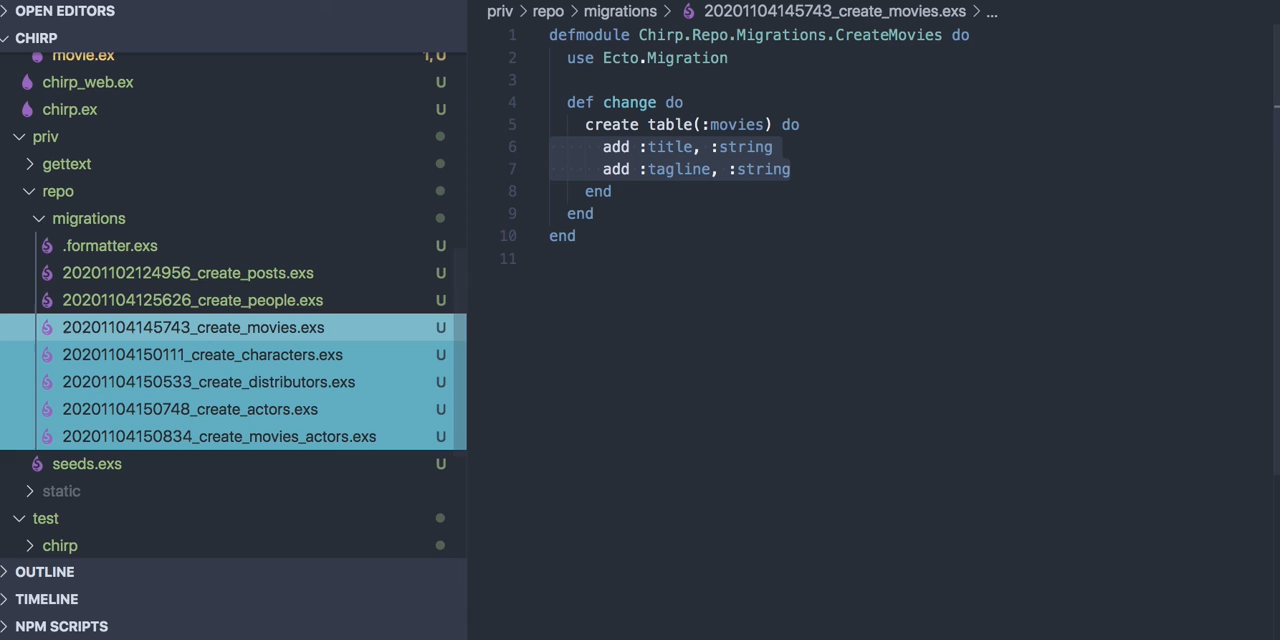 OPEN EDITORS
CHIRP
movie.ex 1, U
chirp_web.ex U
chirp.ex U
priv
gettext
repo
migrations
.formatter.exs U
20201102124956_create_posts.exs U
20201104125626_create_people.exs U
20201104145743_create_movies.exs U
20201104150111_create_characters.exs U
20201104150533_create_distributors.exs U
20201104150748_create_actors.exs U
20201104150834_create_movies_actors.exs U
seeds.exs U
static
test
chirp
OUTLINE
TIMELINE
NPM SCRIPTS
priv > repo > migrations > 20201104145743_create_movies.exs > ...
1 defmodule Chirp.Repo.Migrations.CreateMovies do
2 use Ecto.Migration
3
4 def change do
5 create table(:movies) do
6 add :title, :string
7 add :tagline, :string
8 end
9 end
10 end
11